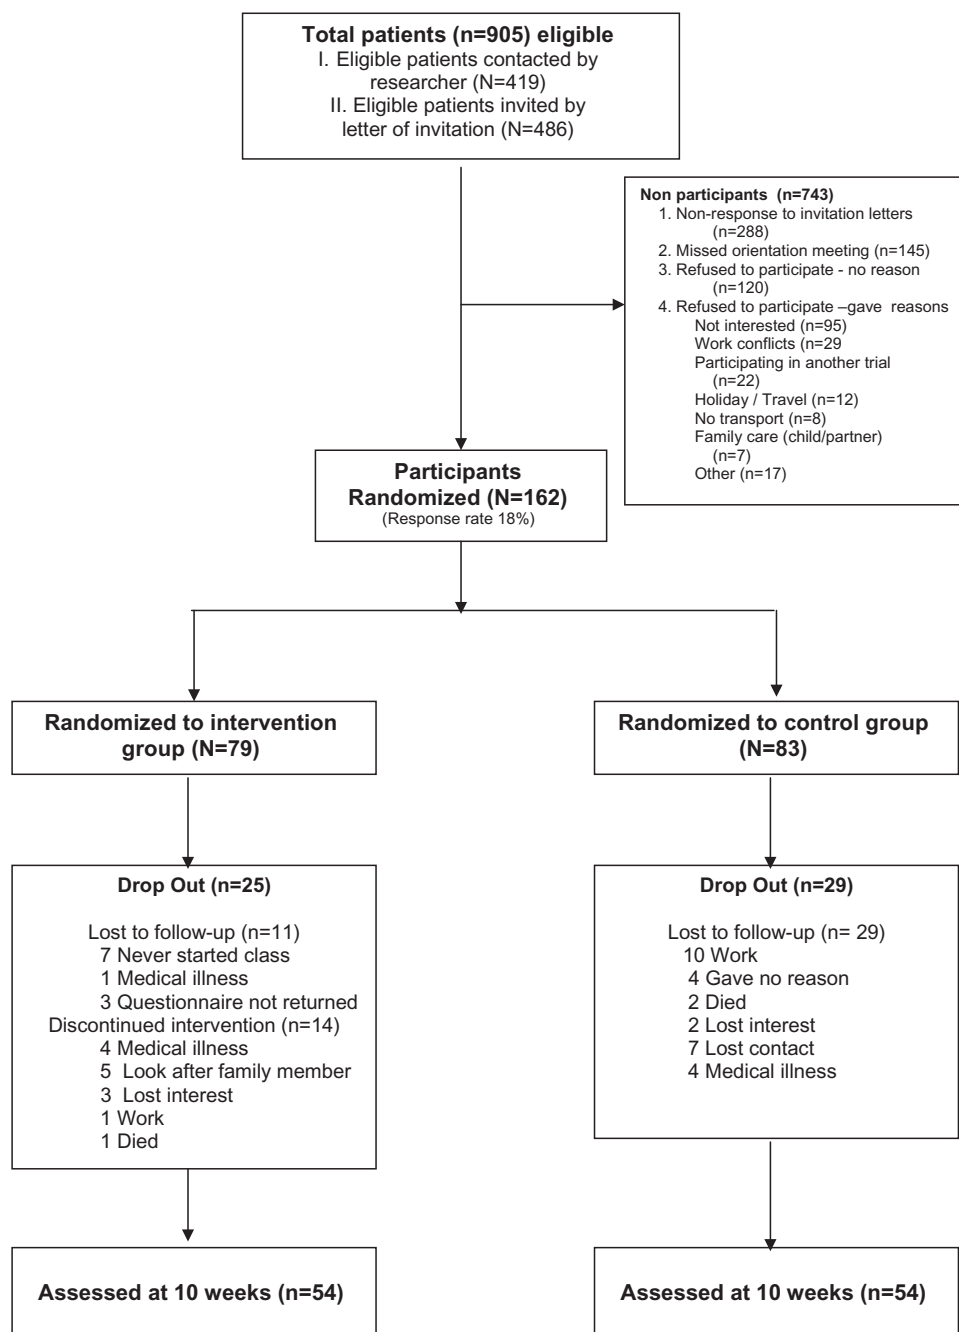 Total patients (n=905) eligible
I. Eligible patients contacted by
researcher (N=419)
II. Eligible patients invited by
letter of invitation (N=486)
Non participants (n=743)
1. Non-response to invitation letters
(n=288)
2. Missed orientation meeting (n=145)
3. Refused to participate - no reason
(n=120)
4. Refused to participate –gave reasons
Not interested (n=95)
Work conflicts (n=29
Participating in another trial
(n=22)
Holiday / Travel (n=12)
No transport (n=8)
Family care (child/partner)
(n=7)
Other (n=17)
Participants
Randomized (N=162)
(Response rate 18%)
Randomized to intervention
group (N=79)
Randomized to control group
(N=83)
Drop Out (n=25)
Lost to follow-up (n=11)
7 Never started class
1 Medical illness
3 Questionnaire not returned
Discontinued intervention (n=14)
4 Medical illness
5 Look after family member
3 Lost interest
1 Work
1 Died
Drop Out (n=29)
Lost to follow-up (n= 29)
10 Work
4 Gave no reason
2 Died
2 Lost interest
7 Lost contact
4 Medical illness
Assessed at 10 weeks (n=54)
Assessed at 10 weeks (n=54)